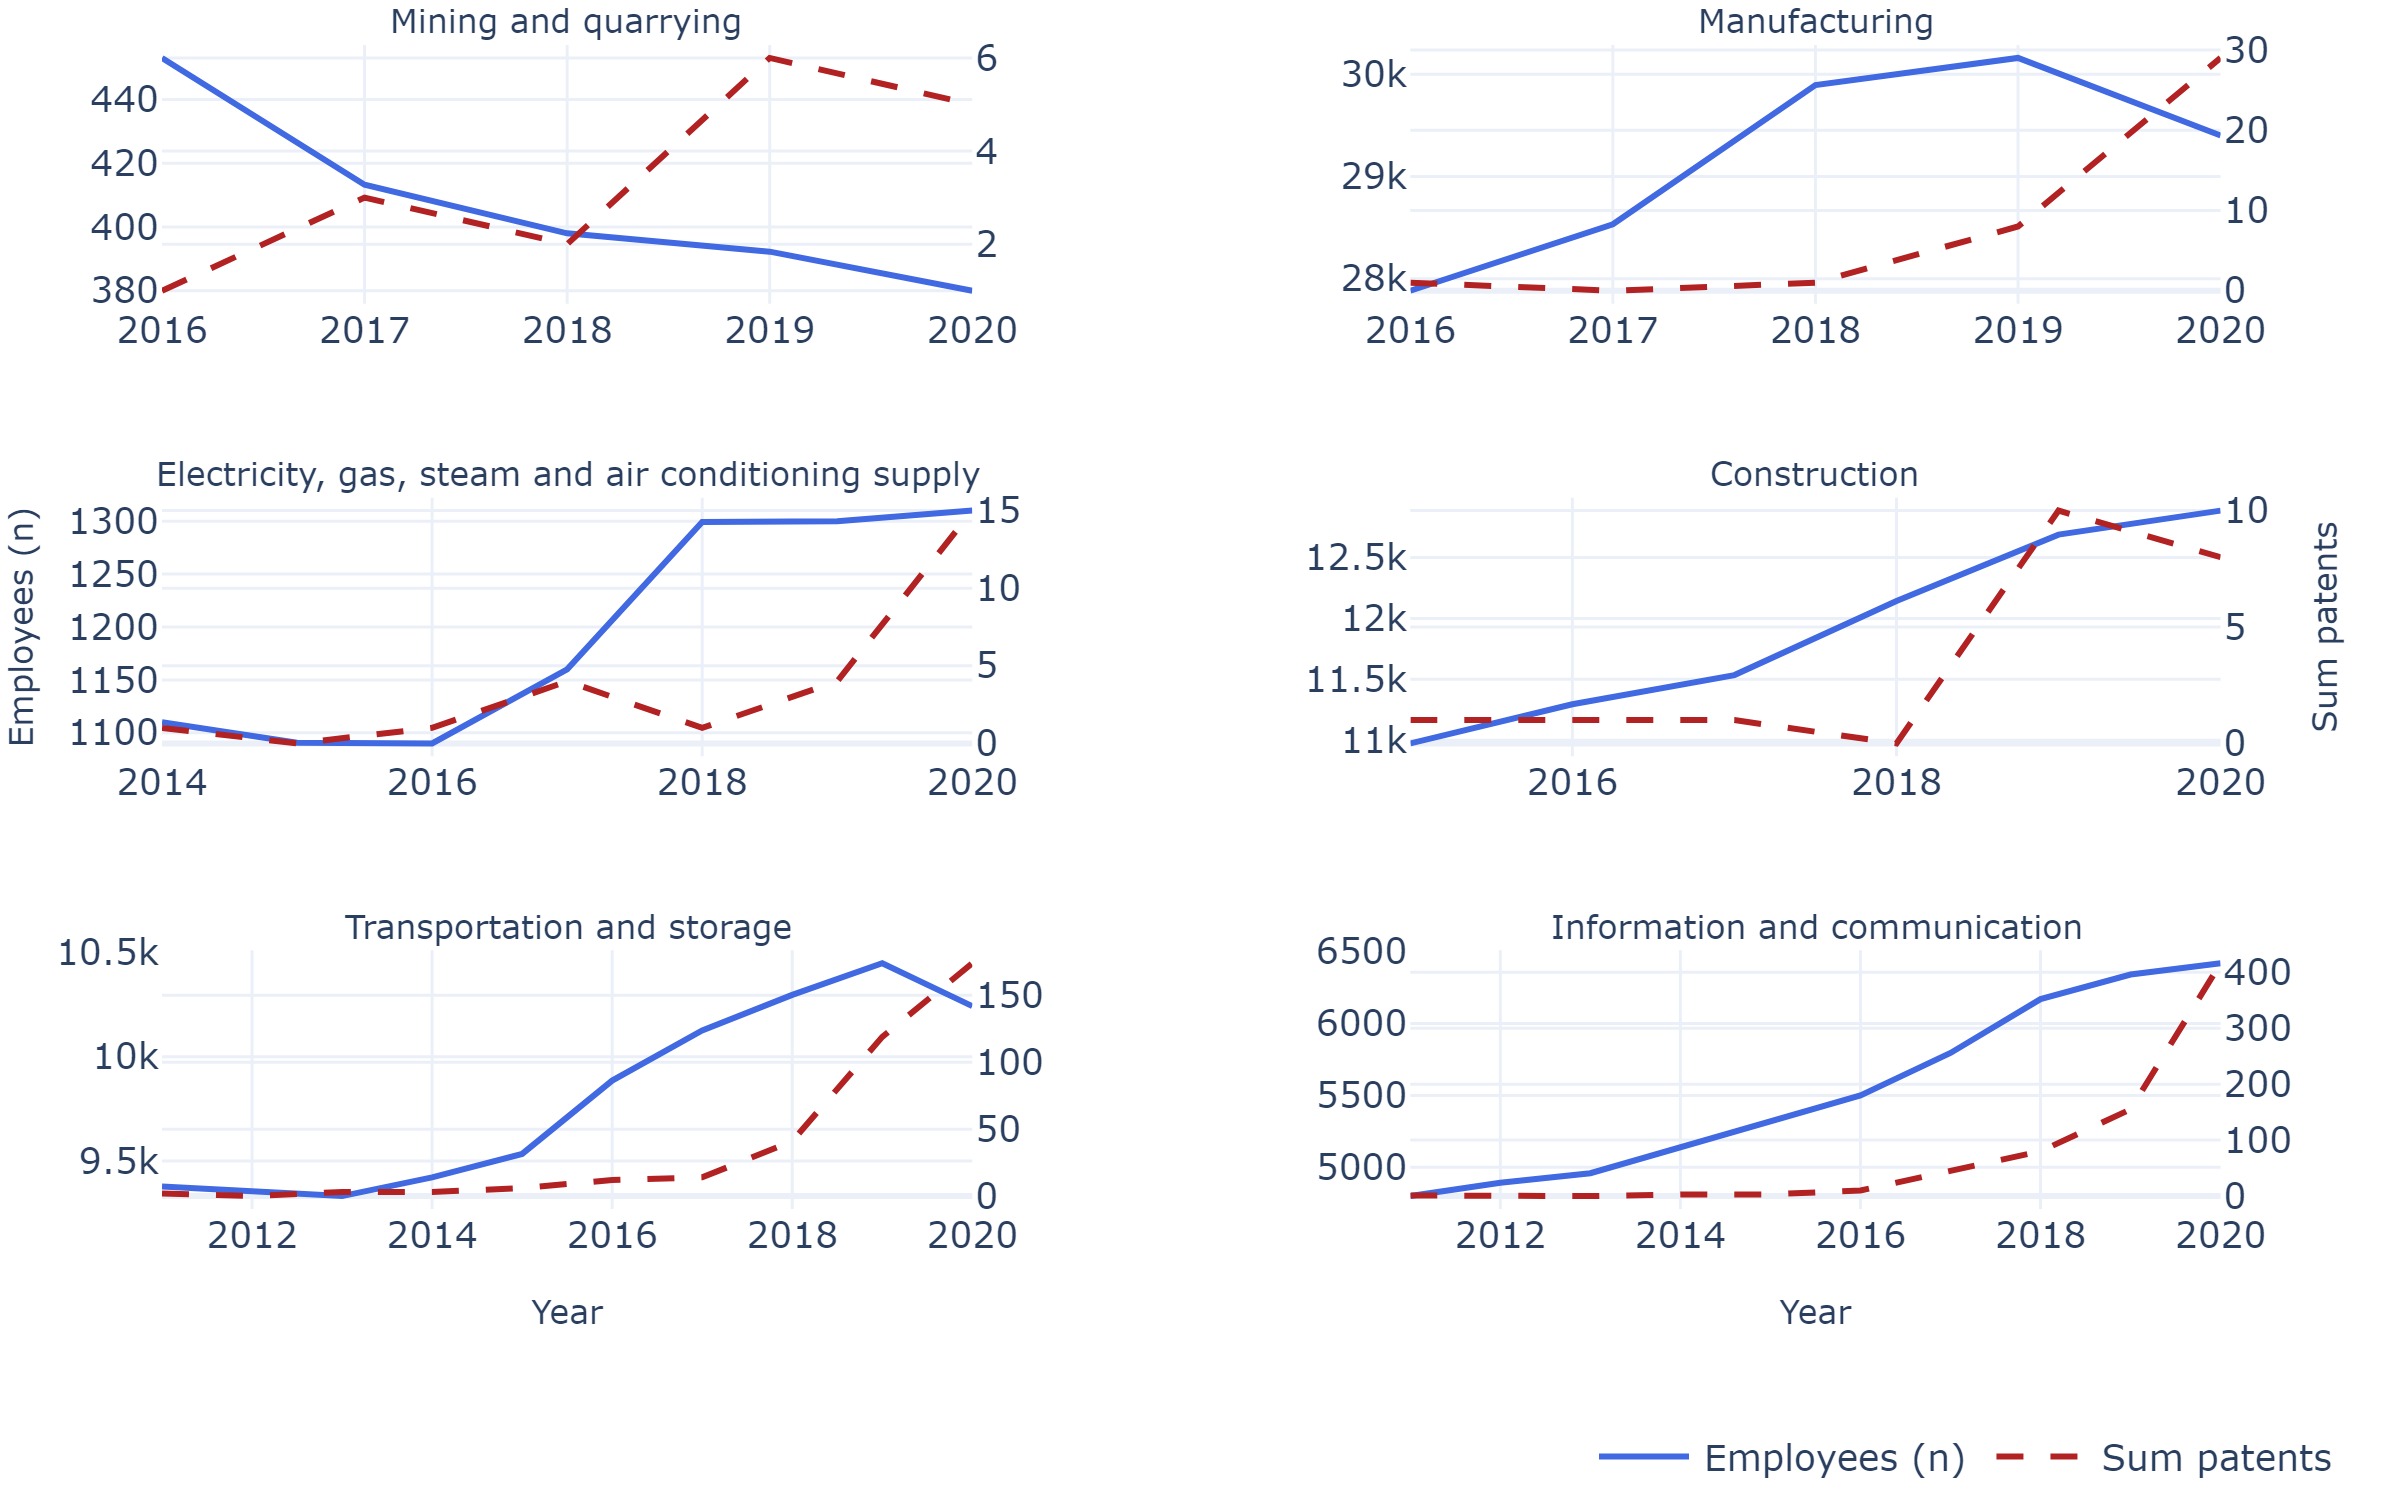 Mining and quarrying
440
420
400
380
6
4
2
2016 2017 2018 2019 2020
Manufacturing
30k
29k
28k
30
20
10
0
2016 2017 2018 2019 2020
Electricity, gas, steam and air conditioning supply
Employees (n)
1300
1250
1200
1150
1100
15
10
5
0
2014 2016 2018 2020
Construction
12.5k
12k
11.5k
11k
10
5
0
Sum patents
2016 2018 2020
Transportation and storage
10.5k
10k
9.5k
150
100
50
0
2012 2014 2016 2018 2020
Year
Information and communication
6500
6000
5500
5000
400
300
200
100
0
2012 2014 2016 2018 2020
Year
Employees (n) Sum patents